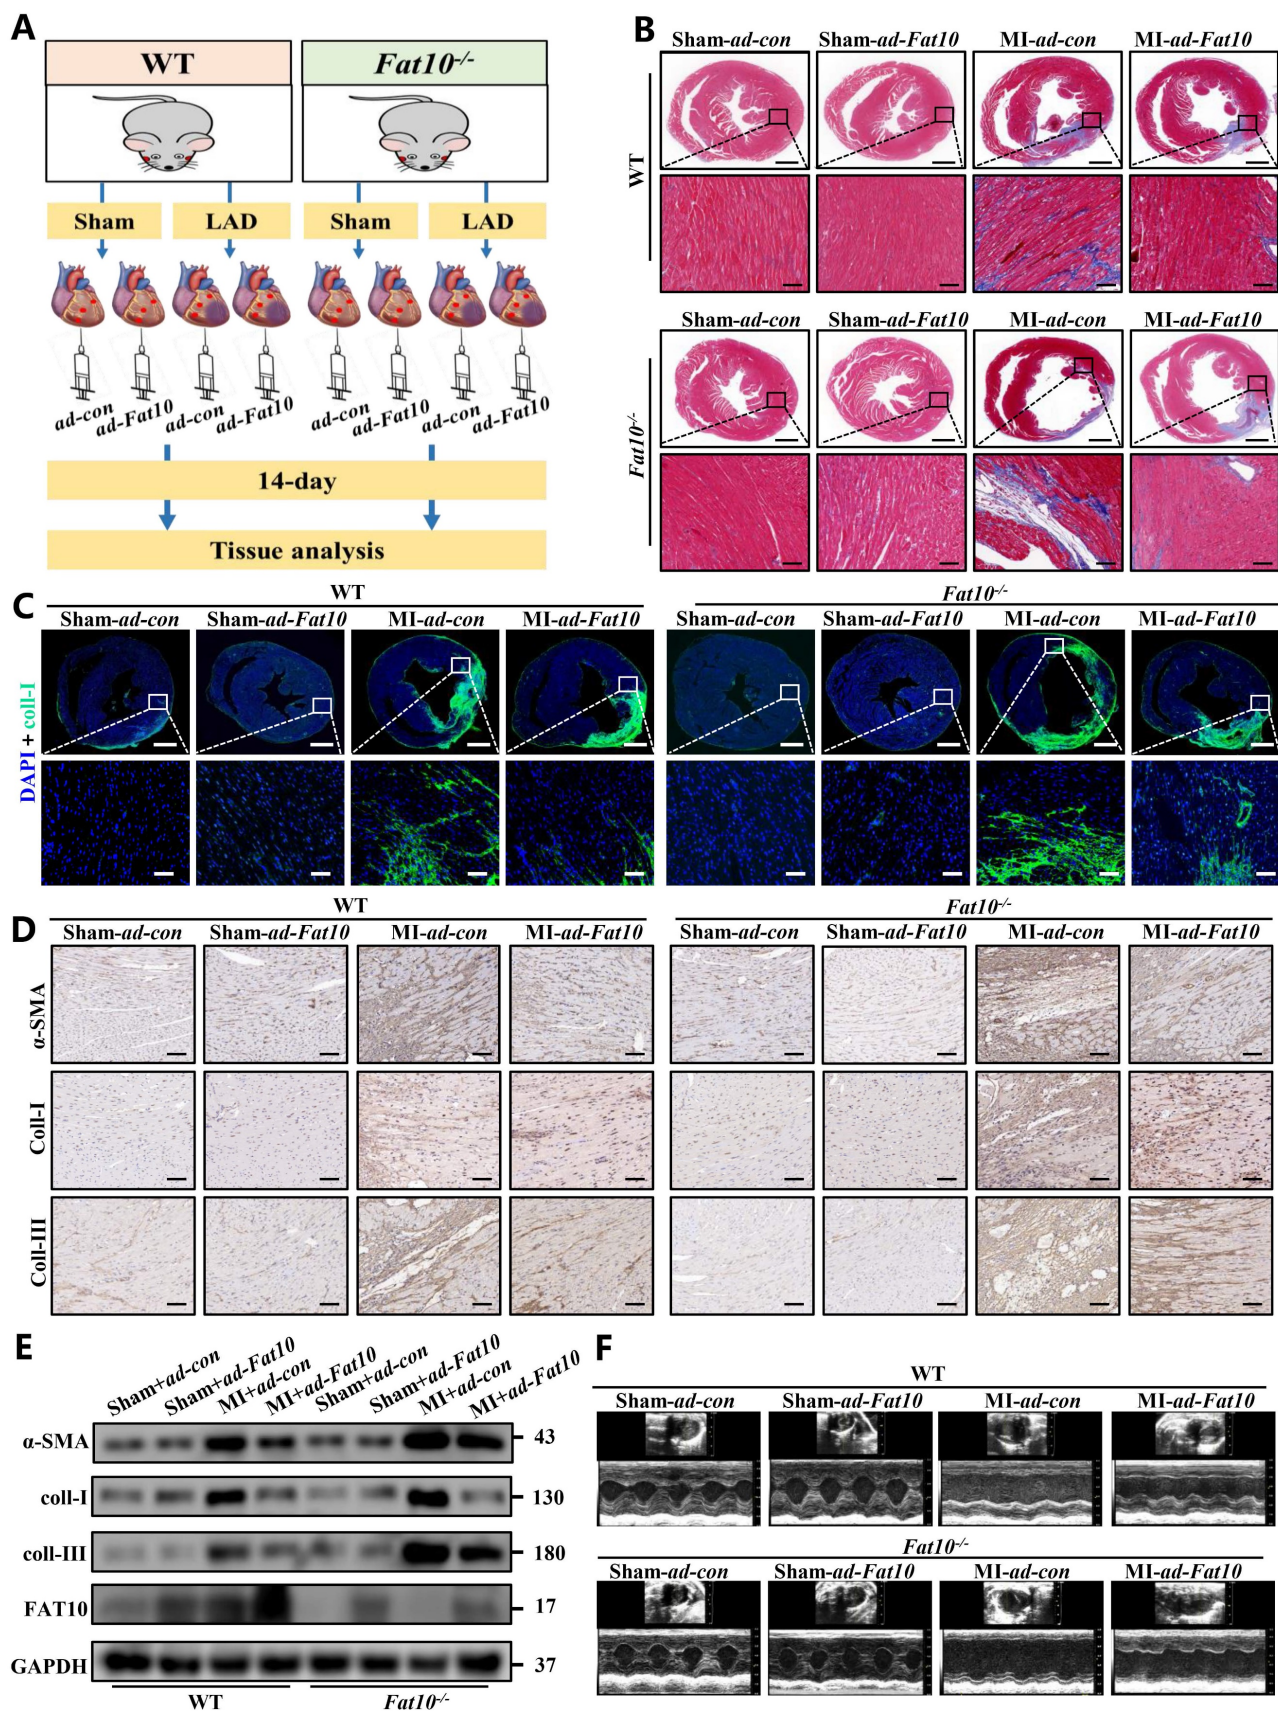 A
WT
Fat10-/-
Sham
LAD
Sham
LAD
ad-con
ad-Fat10
ad-con
ad-Fat10
ad-con
ad-Fat10
ad-con
ad-Fat10
14-day
Tissue analysis
B
Sham-ad-con
Sham-ad-Fat10
MI-ad-con
MI-ad-Fat10
WT
Sham-ad-con
Sham-ad-Fat10
MI-ad-con
MI-ad-Fat10
Fat10-/-
C
WT
Fat10-/-
Sham-ad-con
Sham-ad-Fat10
MI-ad-con
MI-ad-Fat10
Sham-ad-con
Sham-ad-Fat10
MI-ad-con
MI-ad-Fat10
DAPI + coll-I
D
WT
Fat10-/-
Sham-ad-con
Sham-ad-Fat10
MI-ad-con
MI-ad-Fat10
Sham-ad-con
Sham-ad-Fat10
MI-ad-con
MI-ad-Fat10
α-SMA
Coll-I
Coll-III
E
Sham+ad-con
Sham+ad-Fat10
MI+ad-con
MI+ad-Fat10
Sham+ad-con
Sham+ad-Fat10
MI+ad-con
MI+ad-Fat10
α-SMA
43
coll-I
130
coll-III
180
FAT10
17
GAPDH
37
WT
Fat10-/-
F
WT
Sham-ad-con
Sham-ad-Fat10
MI-ad-con
MI-ad-Fat10
Fat10-/-
Sham-ad-con
Sham-ad-Fat10
MI-ad-con
MI-ad-Fat10